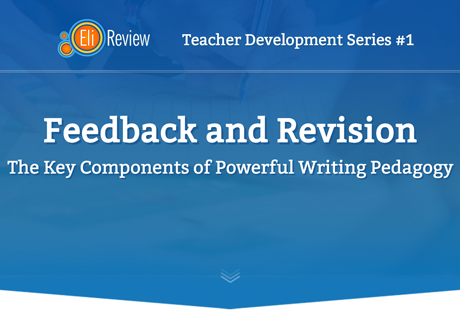 Eli Review
Teacher Development Series #1
Feedback and Revision
The Key Components of Powerful Writing Pedagogy